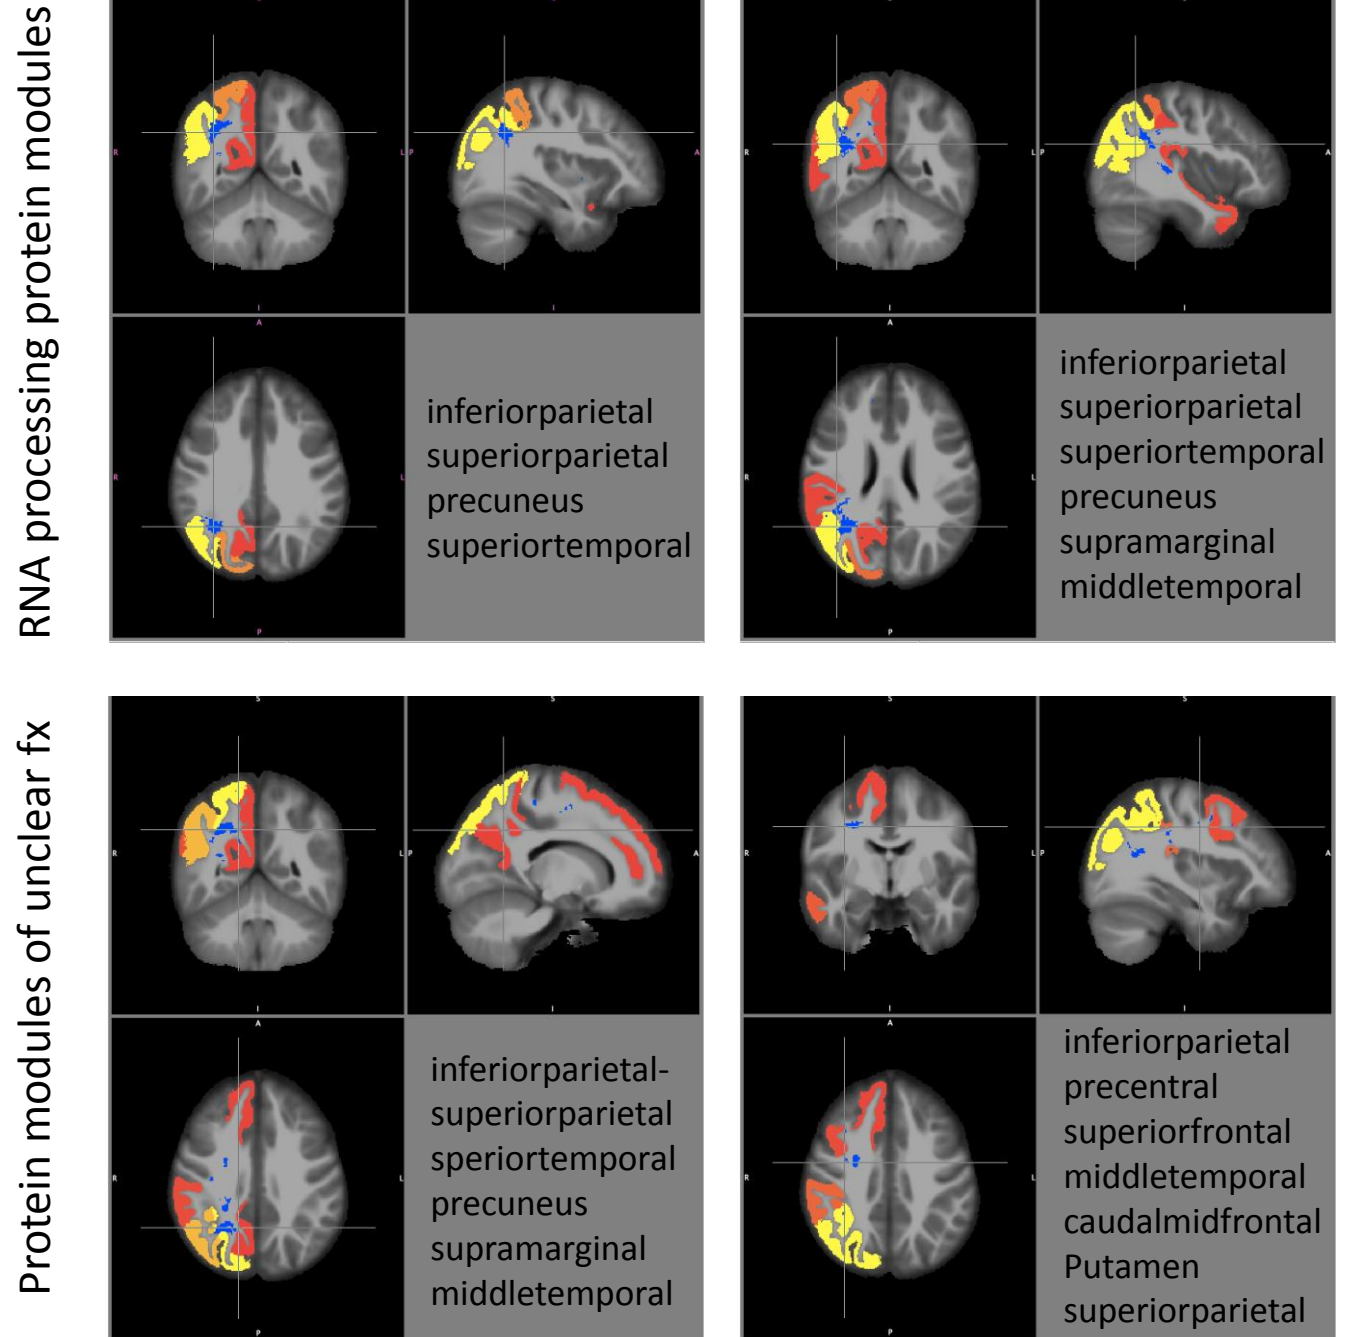 RNA processing protein modules
R
P
L
I
I
A
R
L
P
inferiorparietal
superiorparietal
precuneus
superiortemporal
R
L
P
A
I
I
A
R
L
P
inferiorparietal
superiorparietal
superiortemporal
precuneus
supramarginal
middletemporal
Protein modules of unclear fx
S
S
R
L
P
A
I
I
A
R
L
P
inferiorparietal-
superiorparietal
speriortemporal
precuneus
supramarginal
middletemporal
S
S
R
L
P
A
I
I
A
R
L
P
inferiorparietal
precentral
superiorfrontal
middletemporal
caudalmidfrontal
Putamen
superiorparietal